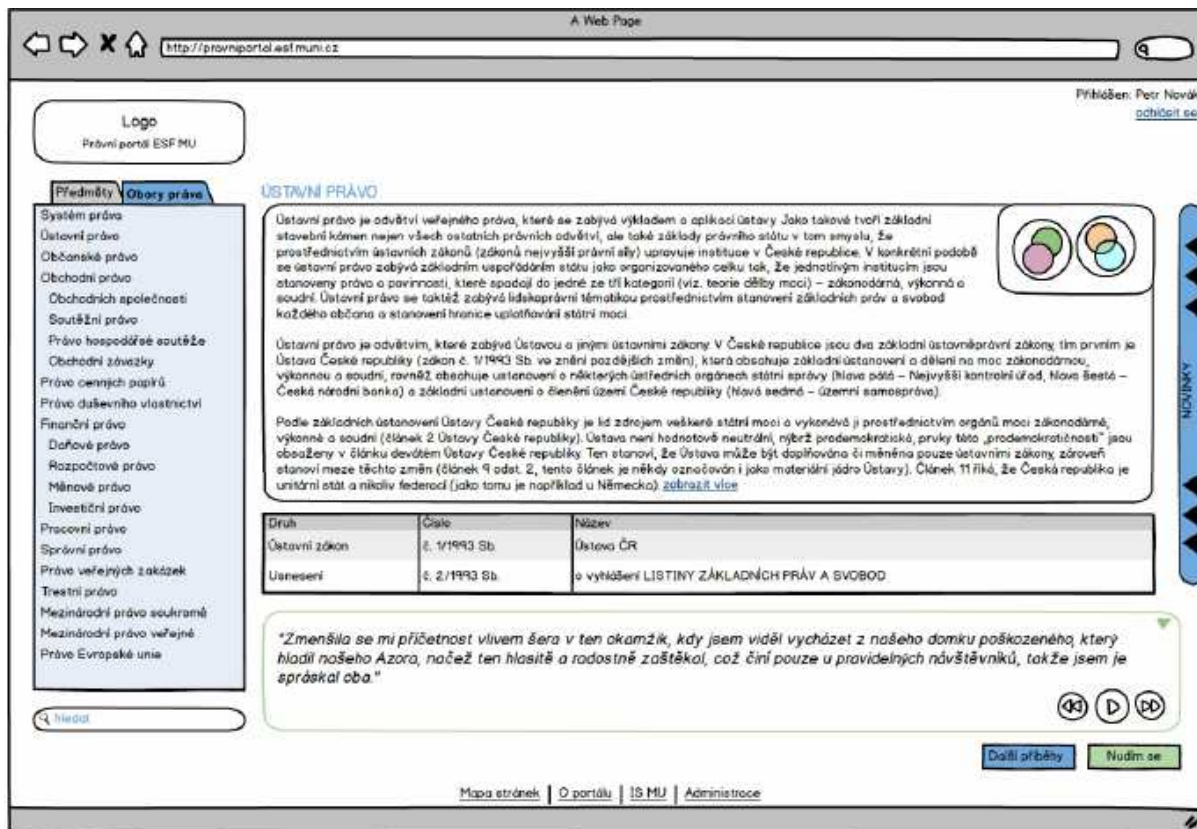 A Web Page
http://pravniportal.esf.muni.cz
Přihlášen: Petr Novák
odhlásit se
Logo
Právní portál ESF MU
Předměty
Obory práva
Systém práva
Ústavní právo
Občanské právo
Obchodní právo
Obchodních společností
Soutěžní právo
Právo hospodářsé soutěže
Obchodní závazky
Právo cenných papírů
Právo duševního vlastnictví
Finanční právo
Daňové právo
Rozpočtové právo
Měnové právo
Investiční právo
Pracovní právo
Správní právo
Právo veřejných zakázek
Trestní právo
Mezinárodní právo soukromé
Mezinárodní právo veřejné
Právo Evropské unie
hledat
ÚSTAVNÍ PRÁVO
Ústavní právo je odvětví veřejného práva, které se zabývá výkladem a aplikací ústavy. Jako takové tvoří základní
stavební kámen nejen všech ostatních právních odvětví, ale také základy právního státu v tom smyslu, že
prostřednictvím ústavních zákonů (zákonů nejvyšší právní síly) upravuje instituce v České republice. V konkrétní podobě
se ústavní právo zabývá základním uspořádáním státu jako organizovaného celku tak, že jednotlivým institucím jsou
stanoveny práva a povinnosti, které spadají do jedné ze tří kategorií (viz. teorie dělby moci) – zákonodárná, výkonná a
soudní. Ústavní právo se taktéž zabývá lidskoprávní tématikou prostřednictvím stanovení základních práv a svobod
každého občana a stanovení hranice uplatňování státní moci.
Ústavní právo je odvětvím, které zabývá Ústavou a jinými ústavními zákony. V České republice jsou dva základní ústavněprávní zákony, tím prvním je
Ústava České republiky (zákon č. 1/1993 Sb. ve znění pozdějších změn), která obsahuje základní ustanovení a dělení na moc zákonodárnou,
výkonnou a soudní, rovněž obsahuje ustanovení o některých ústředních orgánech státní správy (hlava pátá – Nejvyšší kontrolní úřad, hlava šestá –
Česká národní banka) a základní ustanovení o členění území České republiky (hlavá sedmá – územní samospráva).
Podle základních ústanovení Ústavy České republiky je lid zdrojem veškeré státní moci a vykonává ji prostřednictvím orgánů moci zákonodárné,
výkonné a soudní (článek 2 Ústavy České republiky). Ústava není hodnotově neutrální, nýbrž prodemokratická, prvky této „prodemokratičnosti" jsou
obsaženy v článku devátém Ústavy České republiky. Ten stanoví, že Ústava může být doplňována či měněna pouze ústavními zákony, zároveň
stanoví meze těchto změn (článek 9 odst. 2, tento článek je někdy označován i jako materiální jádro Ústavy). Článek 11 říká, že Česká republika je
unitární stát a nikoliv federací (jako tomu je například u Německa). zobrazit více
Druh Číslo Název
Ústavní zákon č. 1/1993 Sb. Ústava ČR
Usnesení č. 2/1993 Sb. o vyhlášení LISTINY ZÁKLADNÍCH PRÁV A SVOBOD
"Zmenšila se mi příčetnost vlivem šera v ten okamžik, kdy jsem viděl vycházet z našeho domku poškozeného, který
hladil našeho Azora, načež ten hlasitě a radostně zaštěkal, což činí pouze u pravidelných návštěvníků, takže jsem je
spráskal oba."
NOVINKY
Další příběhy
Nudím se
Mapa stránek | O portálu | IS MU | Administrace